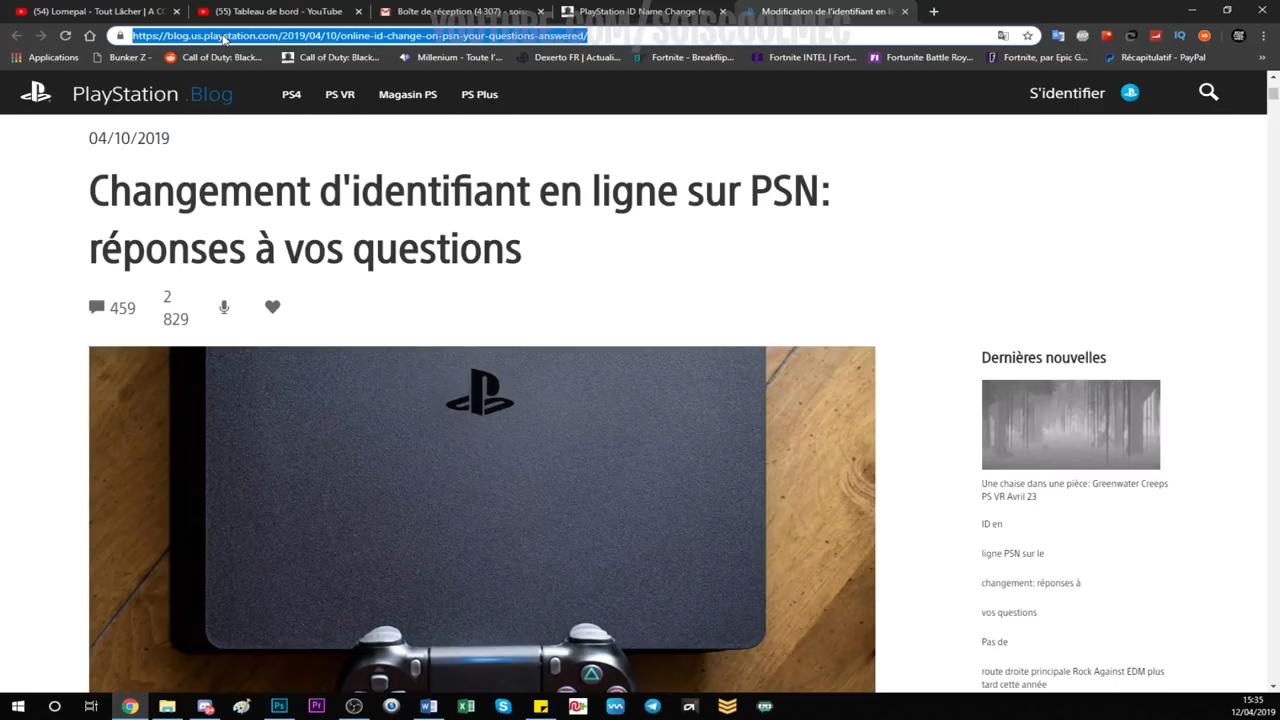 (54) Lomepal - Tout Lâcher [ A CC
(55) Tableau de bord - YouTube
Boîte de réception (4 307) - sois
PlayStation ID Name Change fee
Modification de l'identifiant en lig
https://blog.us.playstation.com/2019/04/10/online-id-change-on-psn-your-questions-answered/
Applications
Bunker Z -
Call of Duty: Black...
Call of Duty: Black...
Millenium - Toute l'...
Dexerto FR | Actuali...
Fortnite - Breakflip...
Fortnite INTEL | Fort...
Fortunite Battle Roy...
Fortnite, par Epic G...
Récapitulatif - PayPal
PlayStation.Blog
PS4
PS VR
Magasin PS
PS Plus
S'identifier
04/10/2019
Changement d'identifiant en ligne sur PSN:
réponses à vos questions
459
2
829
Dernières nouvelles
Une chaise dans une pièce: Greenwater Creeps
PS VR Avril 23
ID en
ligne PSN sur le
changement: réponses à
vos questions
Pas de
route droite principale Rock Against EDM plus
tard cette année
15:35
12/04/2019